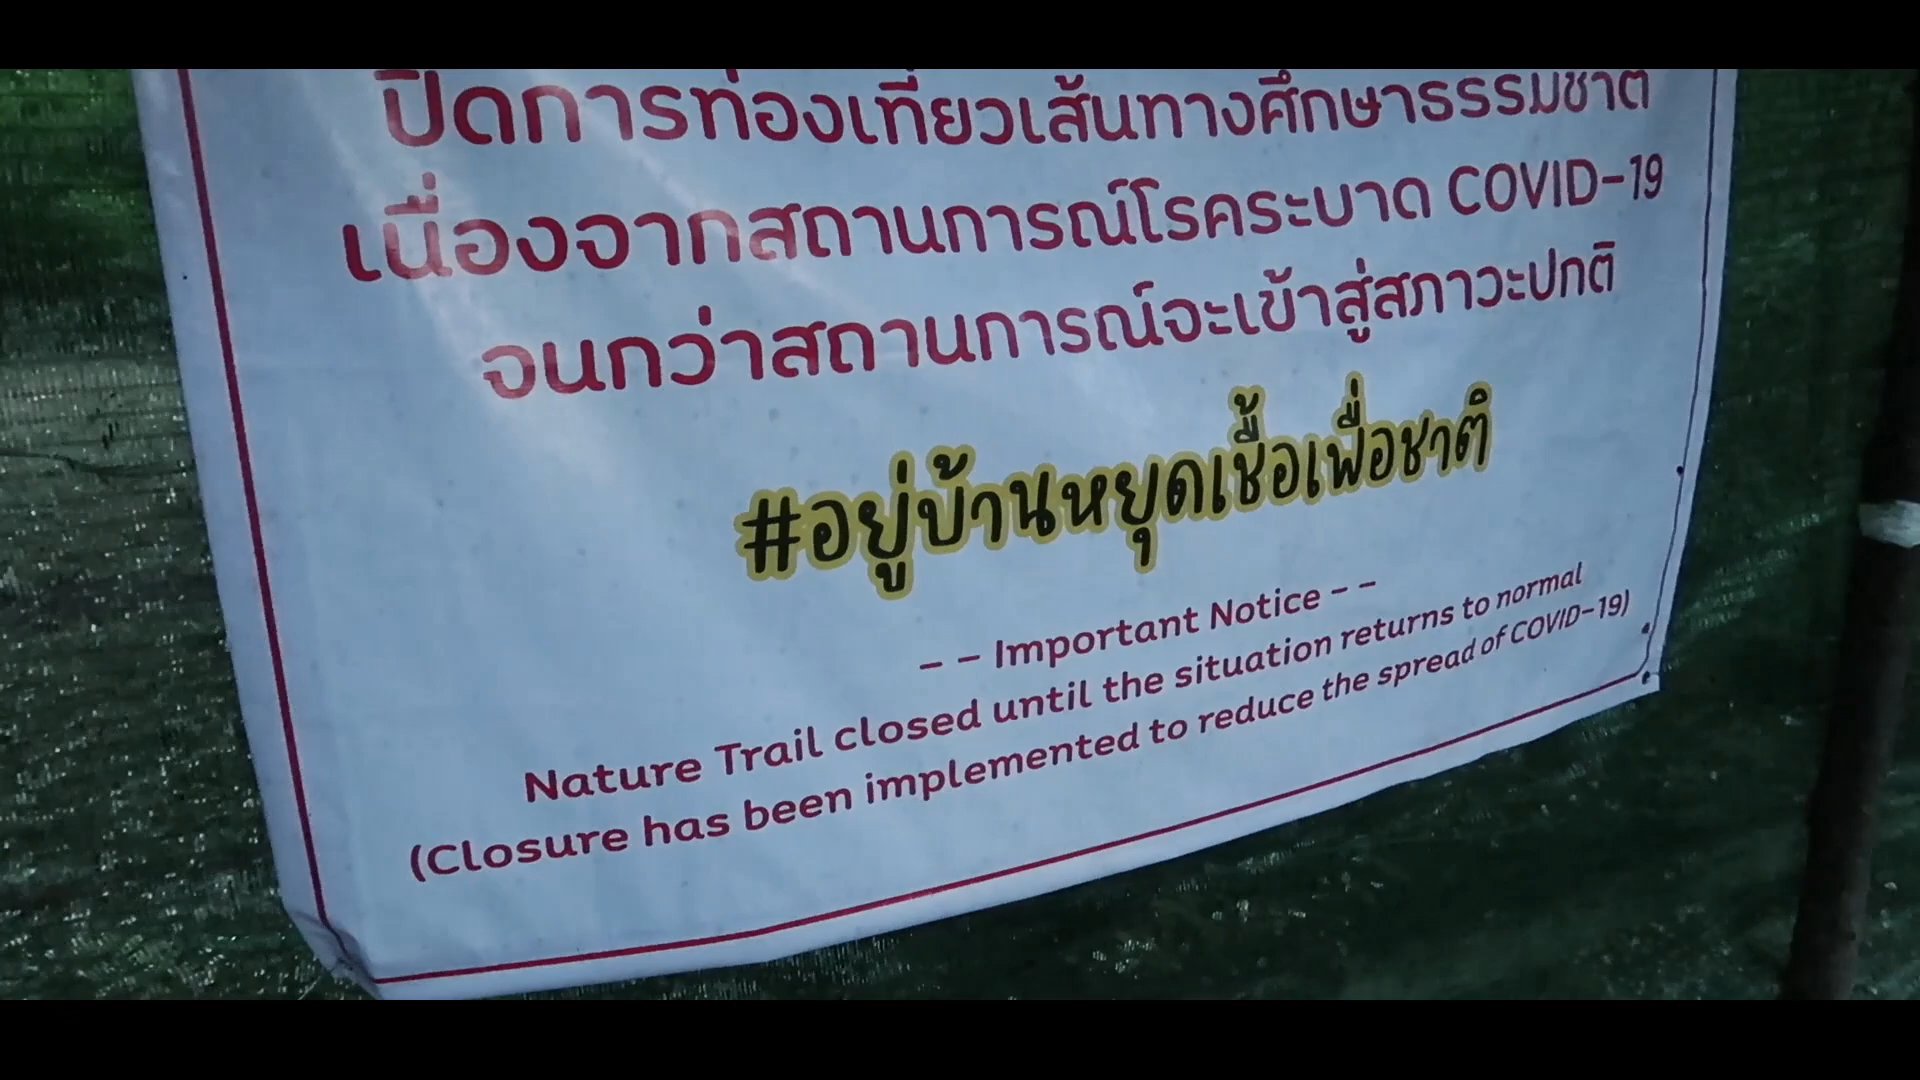 ปิดการท่องเที่ยวเส้นทางศึกษาธรรมชาติ
เนื่องจากสถานการณ์โรคระบาด COVID-19
จนกว่าสถานการณ์จะเข้าสู่สภาวะปกติ
#อยู่บ้านหยุดเชื้อเพื่อชาติ
- - Important Notice - -
Nature Trail closed until the situation returns to normal
(Closure has been implemented to reduce the spread of COVID-19)